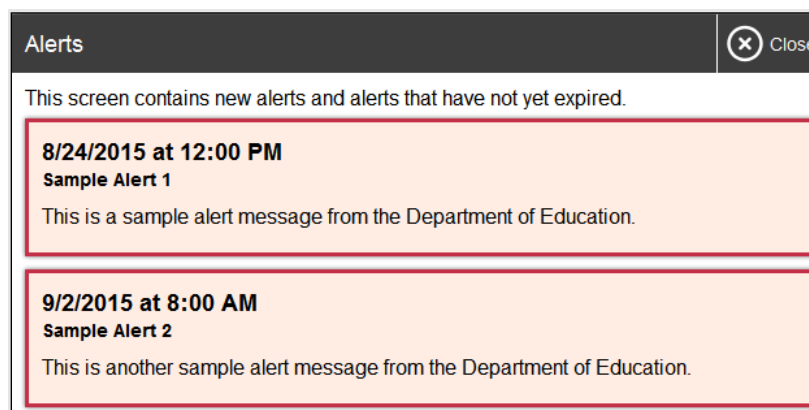 Alerts
Close
This screen contains new alerts and alerts that have not yet expired.
8/24/2015 at 12:00 PM
Sample Alert 1
This is a sample alert message from the Department of Education.
9/2/2015 at 8:00 AM
Sample Alert 2
This is another sample alert message from the Department of Education.